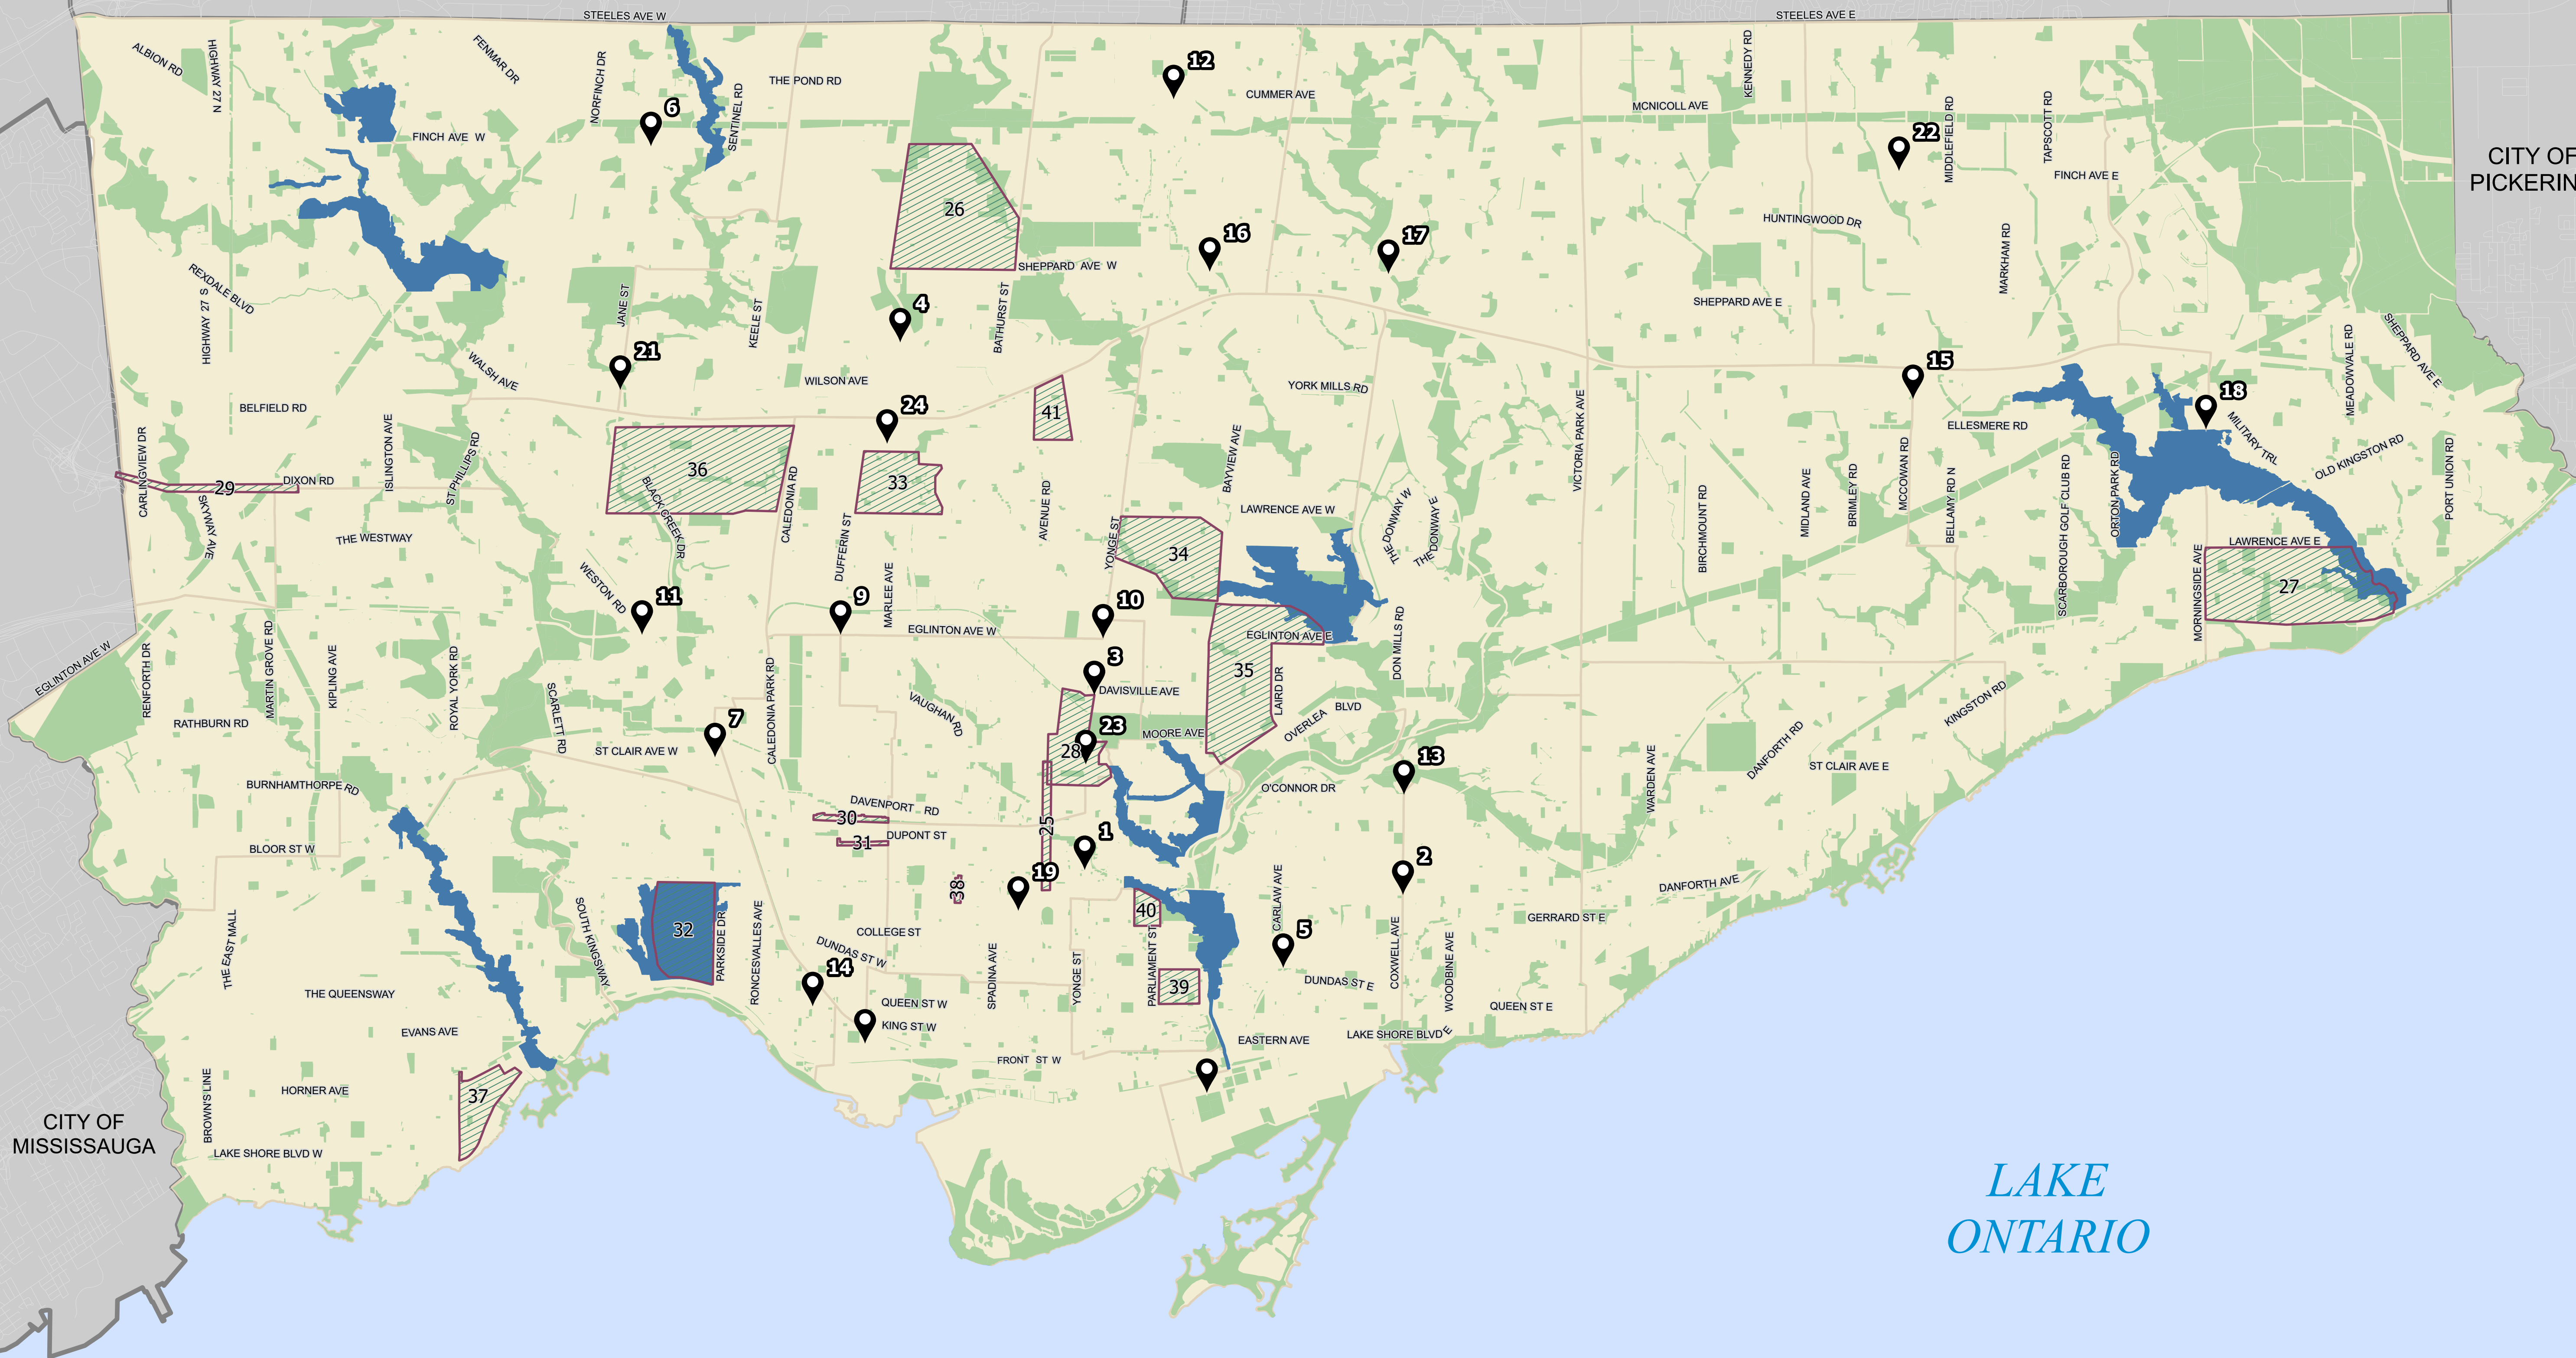 STEELES AVE W
STEELES AVE E
ALBION RD
HIGHWAY 27 N
FENMAR DR
NORFINCH DR
SENTINEL RD
THE POND RD
12
CUMMER AVE
KENNEDY RD
MCNICOLL AVE
MIDDLEFIELD RD
TAPSCOTT RD
6
FINCH AVE W
22
FINCH AVE E
CITY OF
PICKERIN
26
16
17
HUNTINGWOOD DR
MARKHAM RD
SHEPPARD AVE W
REXDALE BLVD
HIGHWAY 27 S
JANE ST
KEELE ST
4
BATHURST ST
SHEPPARD AVE E
SHEPPARD AVE E
MEADOWVALE RD
21
WALSH AVE
WILSON AVE
YORK MILLS RD
15
18
BELFIELD RD
24
41
ELLESMERE RD
MILITARY TRL
OLD KINGSTON RD
PORT UNION RD
CARLINGVIEW DR
ISLINGTON AVE
ST PHILLIPS RD
36
BLACK CREEK DR
CALEDONIA RD
33
AVENUE RD
BAYVIEW AVE
VICTORIA PARK AVE
BIRCHMOUNT RD
MIDLAND AVE
BRIMLEY RD
MCCOWAN RD
BELLAMY RD N
SCARBOROUGH GOLF CLUB RD
ORTON PARK RD
29
DIXON RD
SKYWAY AVE
THE WESTWAY
DUFFERIN ST
LAWRENCE AVE W
THE DONWAY W
THE DONWAY E
YONGE ST
34
LAWRENCE AVE E
MORNINGSIDE AVE
27
WESTON RD
11
9
MARLEE AVE
10
EGLINTON AVE W
EGLINTON AVE E
DON MILLS RD
EGLINTON AVE W
RENFORTH DR
MARTIN GROVE RD
KIPLING AVE
ROYAL YORK RD
SCARLETT RD
CALEDONIA PARK RD
3
DAVISVILLE AVE
35
LAIRD DR
OVERLEA BLVD
RATHBURN RD
7
VAUGHAN RD
23
28
MOORE AVE
KINGSTON RD
ST CLAIR AVE W
13
DANFORTH RD
ST CLAIR AVE E
WARDEN AVE
BURNHAMTHORPE RD
DAVENPORT RD
O'CONNOR DR
30
31
DUPONT ST
25
1
BLOOR ST W
2
38
19
CARLAW AVE
DANFORTH AVE
40
GERRARD ST E
THE EAST MALL
SOUTH KINGSWAY
32
PARKSIDE DR
RONCESVALLES AVE
COLLEGE ST
DUNDAS ST W
5
COXWELL AVE
WOODBINE AVE
14
SPADINA AVE
YONGE ST
PARLIAMENT ST
39
DUNDAS ST E
THE QUEENSWAY
QUEEN ST W
QUEEN ST E
EVANS AVE
KING ST W
LAKE SHORE BLVD E
EASTERN AVE
FRONT ST W
BROWN'S LINE
HORNER AVE
37
CITY OF
MISSISSAUGA
LAKE SHORE BLVD W
LAKE
ONTARIO